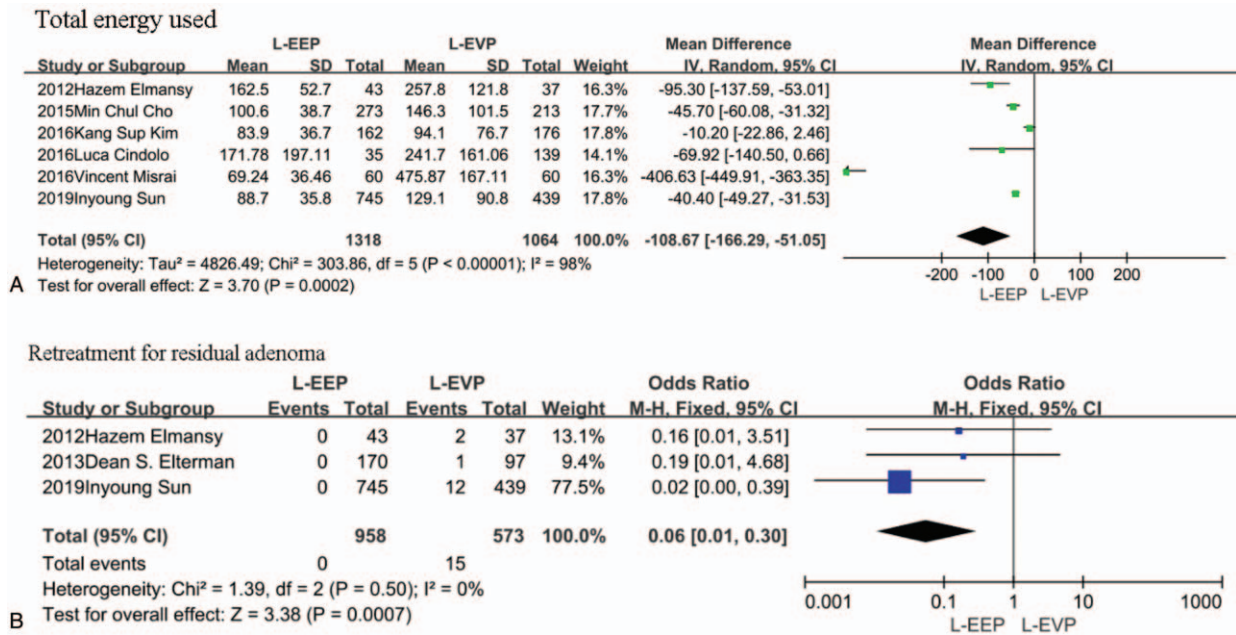 Total energy used
L-EEP L-EVP Mean Difference Mean Difference
Study or Subgroup Mean SD Total Mean SD Total Weight IV, Random, 95% CI IV, Random, 95% CI
2012Hazem Elmansy 162.5 52.7 43 257.8 121.8 37 16.3% -95.30 [-137.59, -53.01]
2015Min Chul Cho 100.6 38.7 273 146.3 101.5 213 17.7% -45.70 [-60.08, -31.32]
2016Kang Sup Kim 83.9 36.7 162 94.1 76.7 176 17.8% -10.20 [-22.86, 2.46]
2016Luca Cindolo 171.78 197.11 35 241.7 161.06 139 14.1% -69.92 [-140.50, 0.66]
2016Vincent Misrai 69.24 36.46 60 475.87 167.11 60 16.3% -406.63 [-449.91, -363.35]
2019Inyoung Sun 88.7 35.8 745 129.1 90.8 439 17.8% -40.40 [-49.27, -31.53]
Total (95% CI) 1318 1064 100.0% -108.67 [-166.29, -51.05]
Heterogeneity: Tau² = 4826.49; Chi² = 303.86, df = 5 (P < 0.00001); I² = 98%
-200 -100 0 100 200
A Test for overall effect: Z = 3.70 (P = 0.0002)
L-EEP L-EVP
Retreatment for residual adenoma
L-EEP L-EVP Odds Ratio Odds Ratio
Study or Subgroup Events Total Events Total Weight M-H, Fixed, 95% CI M-H, Fixed, 95% CI
2012Hazem Elmansy 0 43 2 37 13.1% 0.16 [0.01, 3.51]
2013Dean S. Elterman 0 170 1 97 9.4% 0.19 [0.01, 4.68]
2019Inyoung Sun 0 745 12 439 77.5% 0.02 [0.00, 0.39]
Total (95% CI) 958 573 100.0% 0.06 [0.01, 0.30]
Total events 0 15
Heterogeneity: Chi² = 1.39, df = 2 (P = 0.50); I² = 0%
0.001 0.1 1 10 1000
B Test for overall effect: Z = 3.38 (P = 0.0007)
L-EEP L-EVP